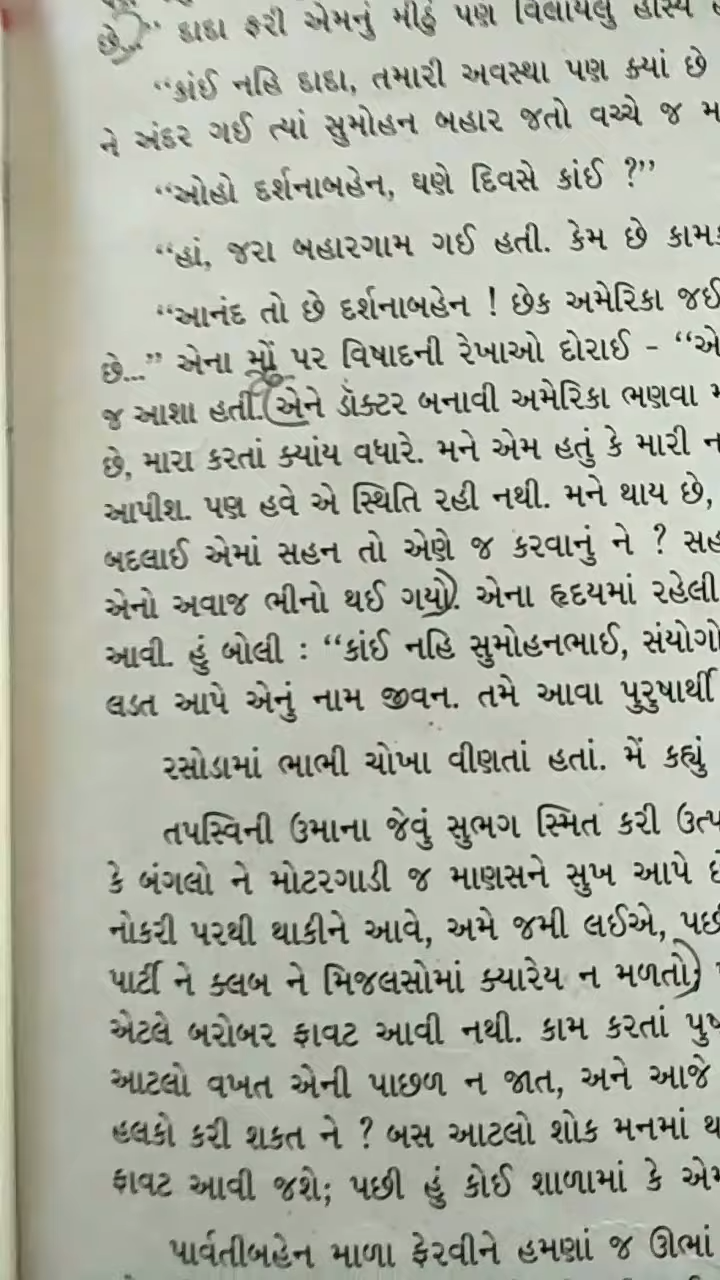 છે..." દાદા ફરી એમનું મીઠું પણ વિલાયેલું હાસ્ય
"કાંઈ નહિ દાદા, તમારી અવસ્થા પણ ક્યાં છે
ને અંદર ગઈ ત્યાં સુમોહન બહાર જતો વચ્ચે જ
"ઓહો દર્શનાબહેન, ઘણે દિવસે કાંઈ ?"
"હાં, જરા બહારગામ ગઈ હતી. કેમ છે
"આનંદ તો છે દર્શનાબહેન ! છેક અમેરિકા જઈ
છે..." એના મોં પર વિષાદની રેખાઓ દોરાઈ – "એ
જ આશા હતી. એને ડૉક્ટર બનાવી અમેરિકા ભણવા
છે, મારા કરતાં ક્યાંય વધારે. મને એમ હતું કે મારી
આપીશ. પણ હવે એ સ્થિતિ રહી નથી. મને થાય છે,
બદલાઈ એમાં સહન તો એણે જ કરવાનું ને ?
એનો અવાજ ભીનો થઈ ગયો. એના હૃદયમાં રહેલી
આવી. હું બોલી : "કાંઈ નહિ સુમોહનભાઈ, સંયોગો
લડત આપે એનું નામ જીવન. તમે આવા પુરુષાર્થી
રસોડામાં ભાભી ચોખા વીણતાં હતાં. મેં કહ્યું
તપસ્વિની ઉમાના જેવું સુભગ સ્મિત કરી
કે બંગલો ને મોટરગાડી જ માણસને સુખ આપે
નોકરી પરથી થાકીને આવે, અમે જમી લઈએ, પછી
પાર્ટી ને ક્લબ ને મિજલસોમાં ક્યારેય ન મળતો
એટલે બરોબર ફાવટ આવી નથી. કામ કરતાં
આટલો વખત એની પાછળ ન જાત, અને આજે
હલકો કરી શકત ને ? બસ આટલો શોક મનમાં
ફાવટ આવી જશે; પછી હું કોઈ શાળામાં કે
પાર્વતીબહેન માળા ફેરવીને હમણાં જ ઊભાં